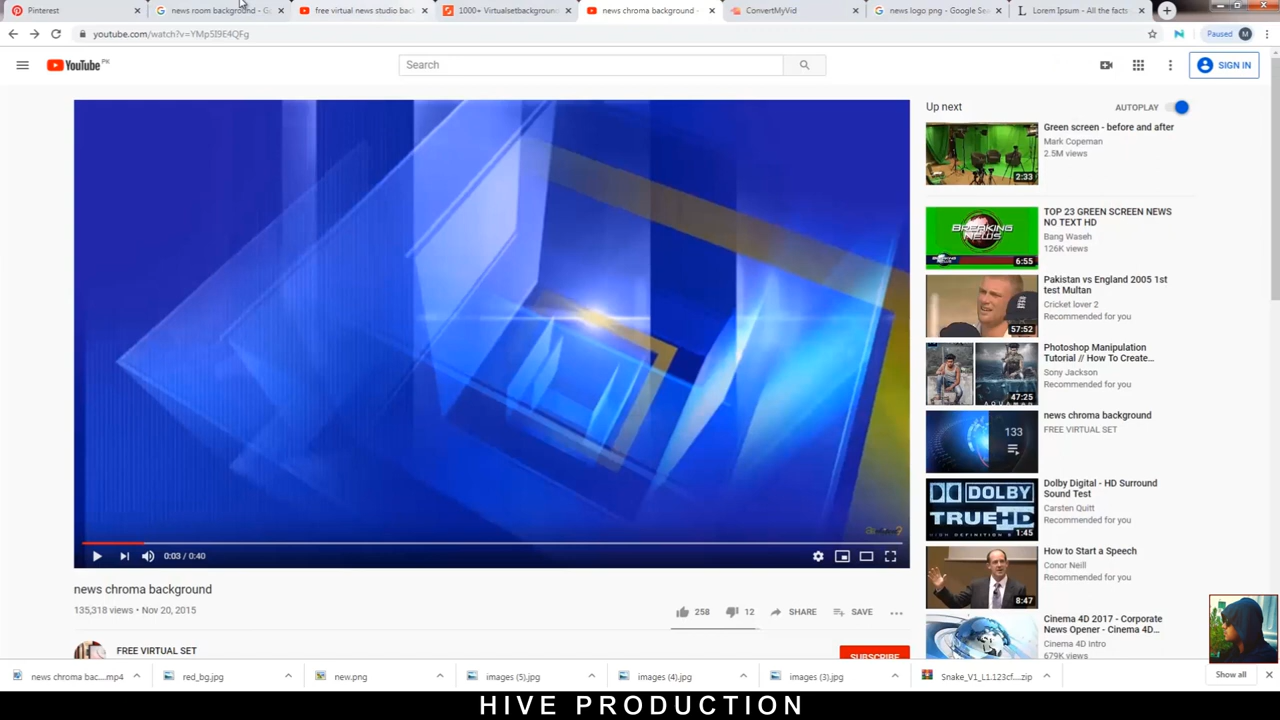 Pinterest
news room background - G
free virtual news studio bac
1000+ Virtualsetbackground
news chroma background -
ConvertMyVid
news logo png - Google Se
Lorem Ipsum - All the facts
youtube.com/watch?v=YMp5I9E4QFg
Paused
M
YouTube PK
Search
SIGN IN
Up next
AUTOPLAY
Green screen - before and after
Mark Copeman
2.5M views
2:33
TOP 23 GREEN SCREEN NEWS
NO TEXT HD
Bang Waseh
126K views
BREAKING
NEWS
6:55
Pakistan vs England 2005 1st
test Multan
Cricket lover 2
Recommended for you
57:52
Photoshop Manipulation
Tutorial // How To Create...
Sony Jackson
Recommended for you
47:25
news chroma background
FREE VIRTUAL SET
133
Dolby Digital - HD Surround
Sound Test
Carsten Quitt
Recommended for you
DOLBY
TRUEHD
1:45
How to Start a Speech
Conor Neill
Recommended for you
8:47
Cinema 4D 2017 - Corporate
News Opener - Cinema 4D...
Cinema 4D Intro
679K views
0:03 / 0:40
news chroma background
135,318 views • Nov 20, 2015
258
12
SHARE
SAVE
FREE VIRTUAL SET
SUBSCRIBE
news chroma bac....mp4
red_bg.jpg
new.png
images (5).jpg
images (4).jpg
images (3).jpg
Snake_V1_L1.123cf....zip
Show all
HIVE PRODUCTION